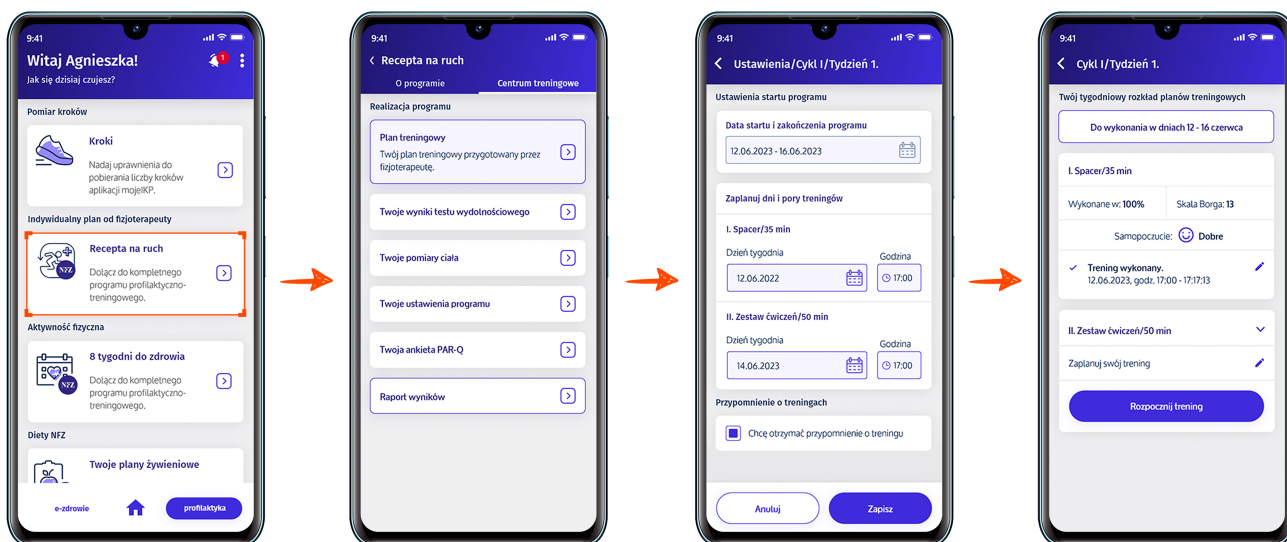 9:41
Witaj Agnieszka!
1
Jak się dzisiaj czujesz?
Pomiar kroków
Kroki
Nadaj uprawnienia do
pobierania liczby kroków
aplikacji mojeIKP.
Indywidualny plan od fizjoterapeuty
Recepta na ruch
NFZ
Dołącz do kompletnego
programu profilaktyczno-
treningowego.
Aktywność fizyczna
8 tygodni do zdrowia
NFZ
Dolącz do kompletnego
programu profilaktyczno-
treningowego.
Diety NFZ
Twoje plany żywieniowe
e-zdrowie
profilaktyka
9:41
Recepta na ruch
O programie
Centrum treningowe
Realizacja programu
Plan treningowy
Twój plan treningowy przygotowany przez
fizjoterapeutę.
Twoje wyniki testu wydolnościowego
Twoje pomiary ciała
Twoje ustawienia programu
Twoja ankieta PAR-Q
Raport wyników
9:41
Ustawienia/Cykl I/Tydzień 1.
Ustawienia startu programu
Data startu i zakończenia programu
12.06.2023 - 16.06.2023
Zaplanuj dni i pory treningów
I. Spacer/35 min
Dzień tygodnia
Godzina
12.06.2022
17:00
II. Zestaw ćwiczeń/50 min
Dzień tygodnia
Godzina
14.06.2023
17:00
Przypomnienie o treningach
Chcę otrzymać przypomnienie o treningu
Anuluj
Zapisz
9:41
Cykl I/Tydzień 1.
Twój tygodniowy rozkład planów treningowych
Do wykonania w dniach 12 - 16 czerwca
I. Spacer/35 min
Wykonane w: 100%
Skala Borga: 13
Samopoczucie: Dobre
Trening wykonany.
12.06.2023, godz. 17:00 - 17:17:13
II. Zestaw ćwiczeń/50 min
Zaplanuj swój trening
Rozpocznij trening